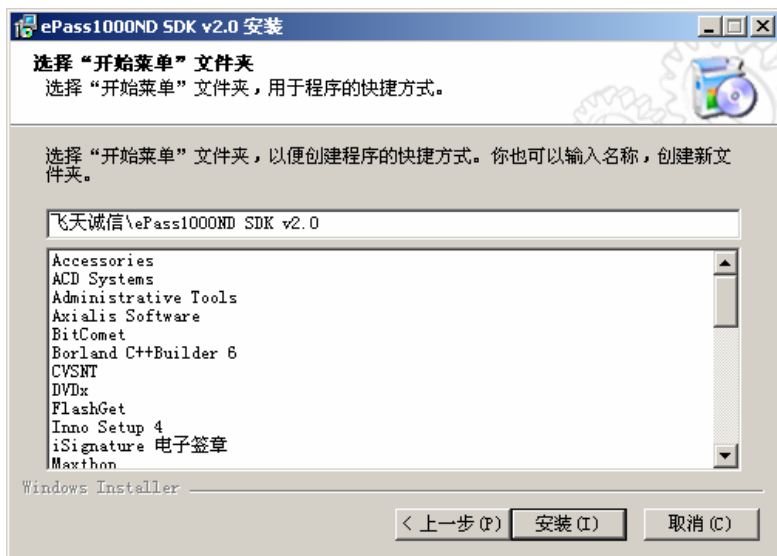 ePass1000ND SDK v2.0 安装
选择“开始菜单”文件夹
选择“开始菜单”文件夹，用于程序的快捷方式。
选择“开始菜单”文件夹，以便创建程序的快捷方式。你也可以输入名称，创建新文
件夹。
飞天诚信\ePass1000ND SDK v2.0
Accessories
ACD Systems
Administrative Tools
Axialis Software
BitComet
Borland C++Builder 6
CVSNT
DVDx
FlashGet
Inno Setup 4
iSignature 电子签章
Maxthon
Windows Installer
< 上一步(P) 安装(I) 取消(C)